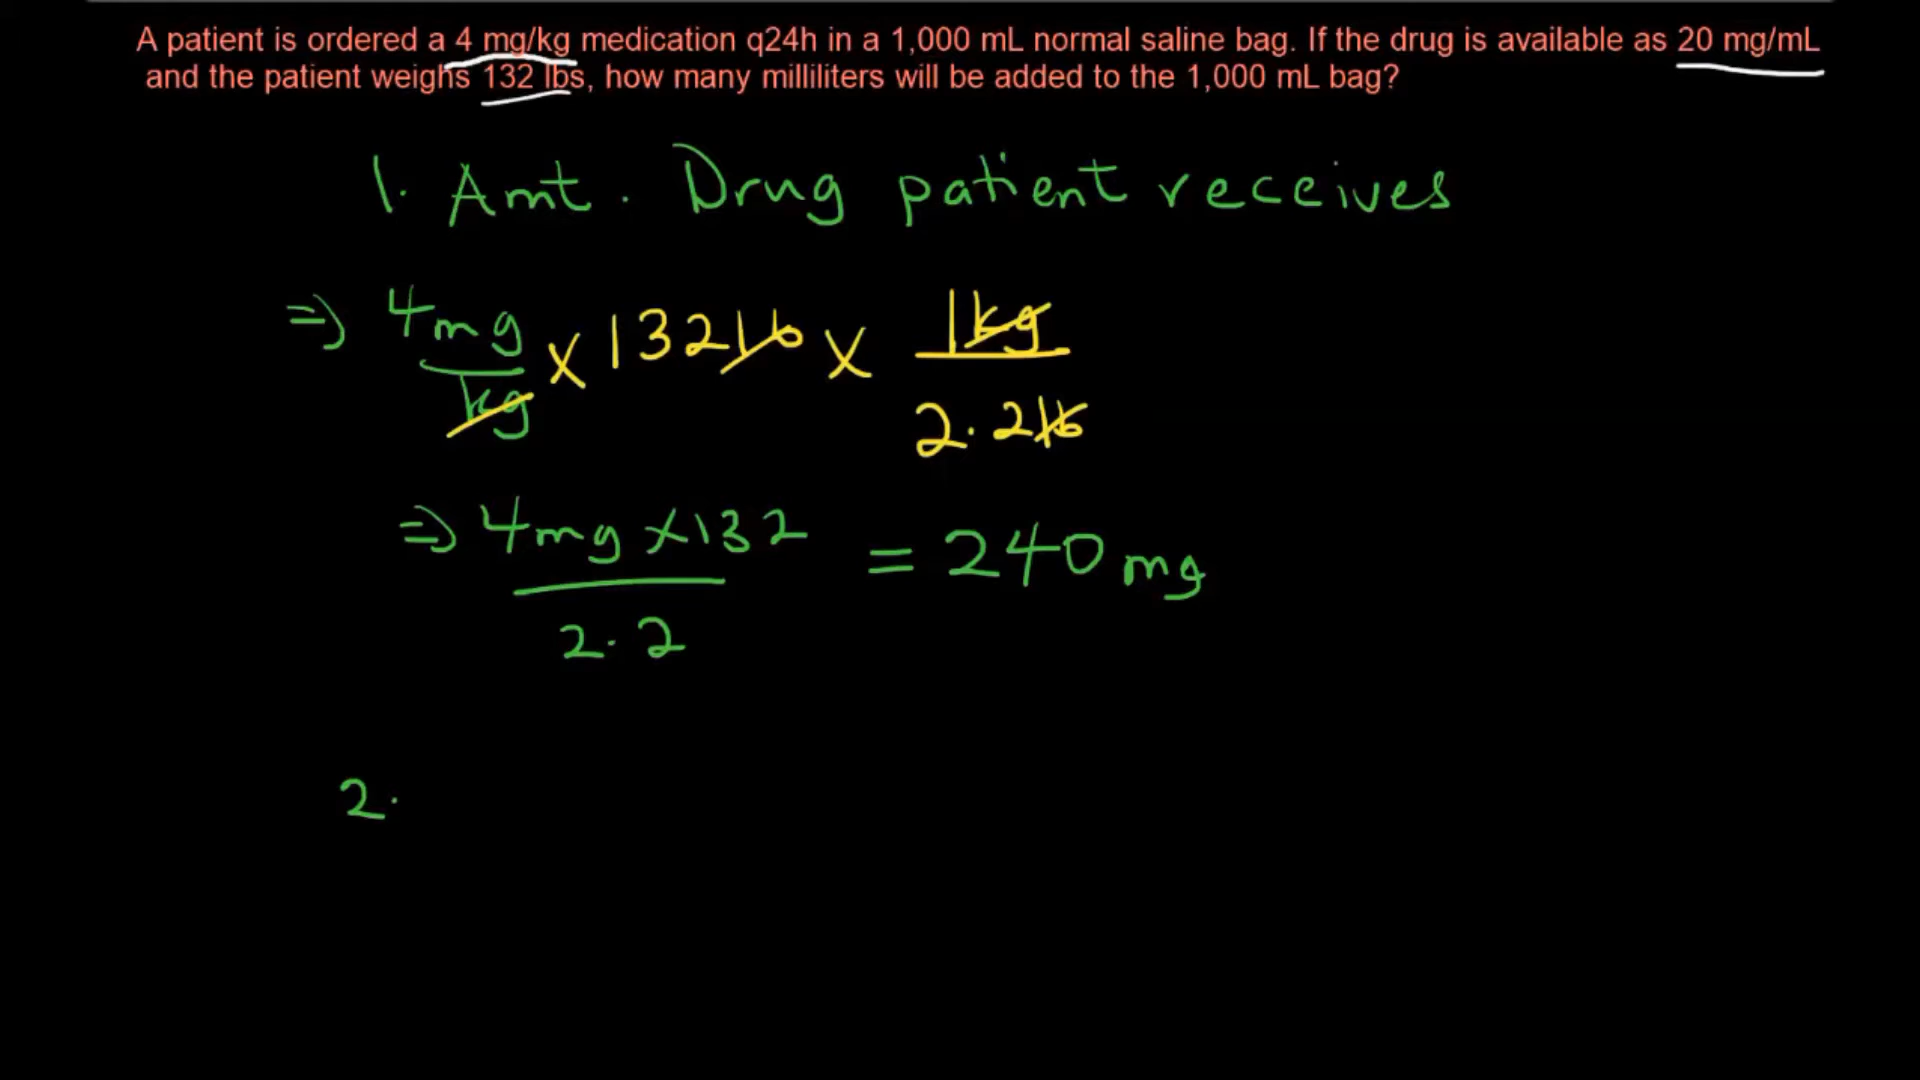 A patient is ordered a 4 mg/kg medication q24h in a 1,000 mL normal saline bag. If the drug is available as 20 mg/mL
and the patient weighs 132 lbs, how many milliliters will be added to the 1,000 mL bag?
1. Amt. Drug patient receives
=> 4mg/kg x 132lb x 1kg/2.2lb
=> 4mg x 132/2.2 = 240 mg
2.